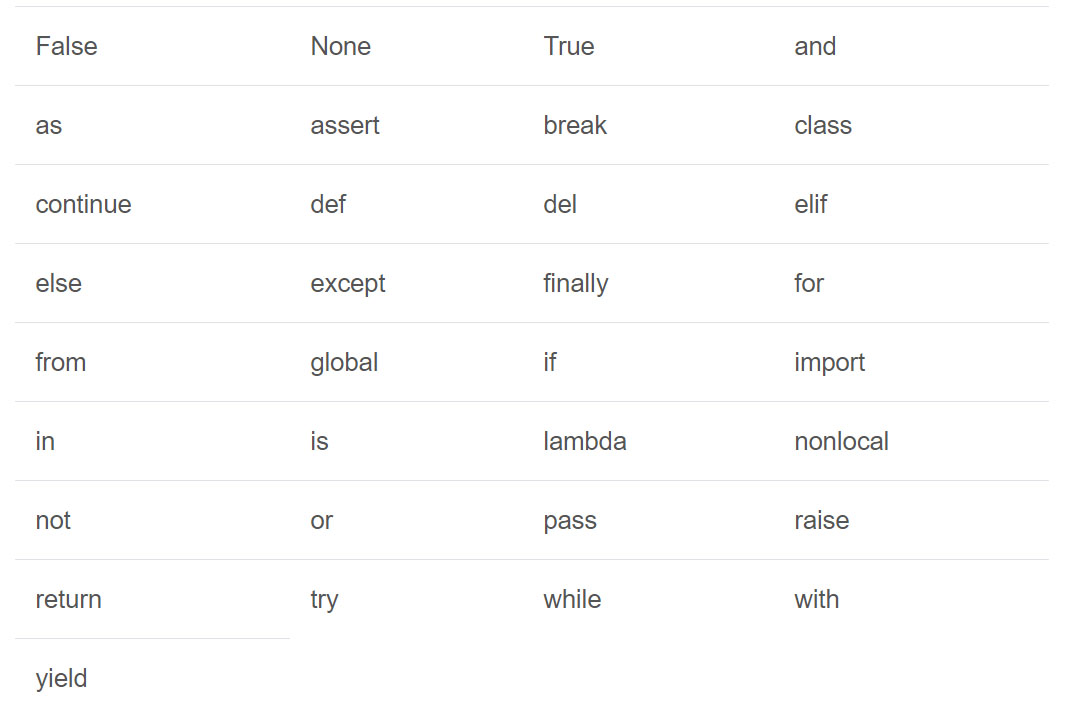 False None True and
as assert break class
continue def del elif
else except finally for
from global if import
in is lambda nonlocal
not or pass raise
return try while with
yield